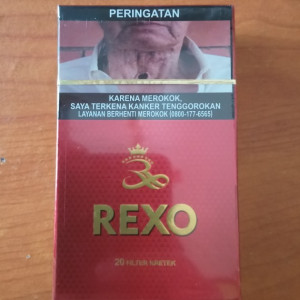 PERINGATAN
KARENA MEROKOK,
SAYA TERKENA KANKER TENGGOROKAN
LAYANAN BERHENTI MEROKOK (0800-177-6565)
REXO
20 FILTER KRETEK